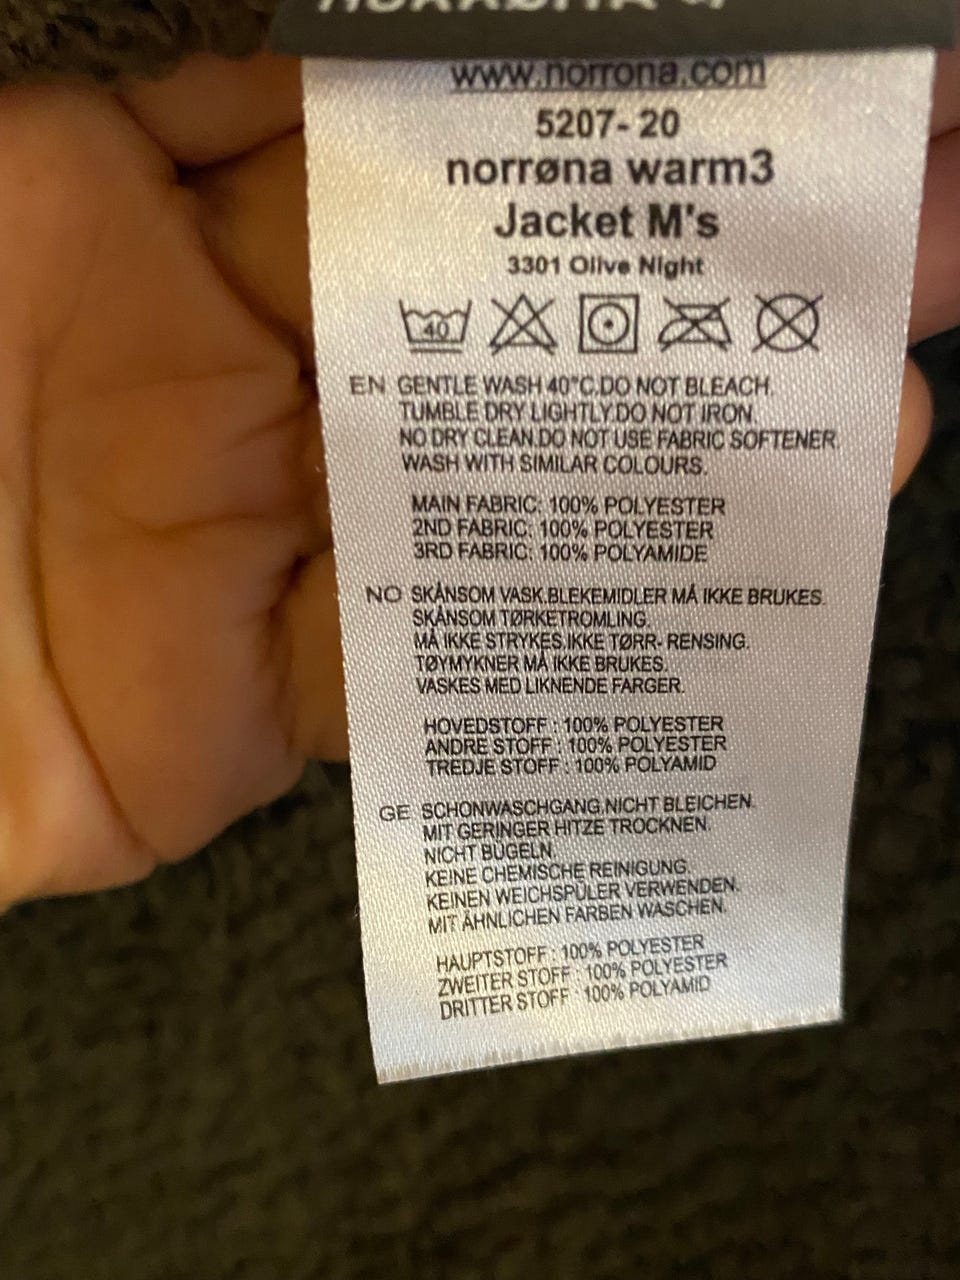 www.norrona.com
5207-20
norrøna warm3
Jacket M's
3301 Olive Night
40
EN GENTLE WASH 40°C.DO NOT BLEACH.
TUMBLE DRY LIGHTLY.DO NOT IRON.
NO DRY CLEAN.DO NOT USE FABRIC SOFTENER.
WASH WITH SIMILAR COLOURS.
MAIN FABRIC: 100% POLYESTER
2ND FABRIC: 100% POLYESTER
3RD FABRIC: 100% POLYAMIDE
NO SKÅNSOM VASK.BLEKEMIDLER MÅ IKKE BRUKES.
SKÅNSOM TØRKETROMLING.
MÅ IKKE STRYKES.IKKE TØRR- RENSING.
TØYMYKNER MÅ IKKE BRUKES.
VASKES MED LIKNENDE FARGER.
HOVEDSTOFF : 100% POLYESTER
ANDRE STOFF : 100% POLYESTER
TREDJE STOFF : 100% POLYAMID
GE SCHONWASCHGANG.NICHT BLEICHEN.
MIT GERINGER HITZE TROCKNEN.
NICHT BÜGELN.
KEINE CHEMISCHE REINIGUNG.
KEINEN WEICHSPÜLER VERWENDEN.
MIT ÄHNLICHEN FARBEN WASCHEN.
HAUPTSTOFF : 100% POLYESTER
ZWEITER STOFF : 100% POLYESTER
DRITTER STOFF : 100% POLYAMID